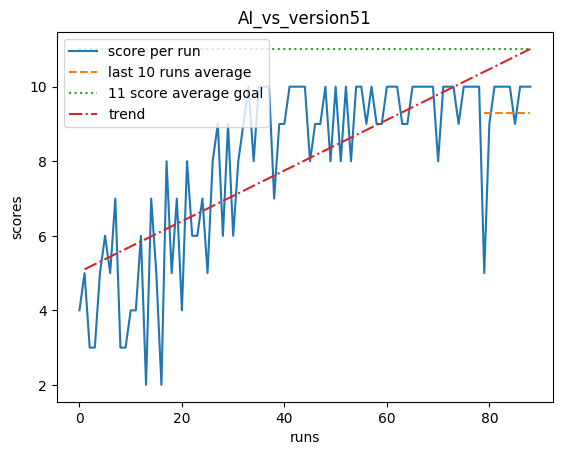 AI_vs_version51
score per run
last 10 runs average
11 score average goal
trend
scores
10
8
6
4
2
0
20
40
60
80
runs